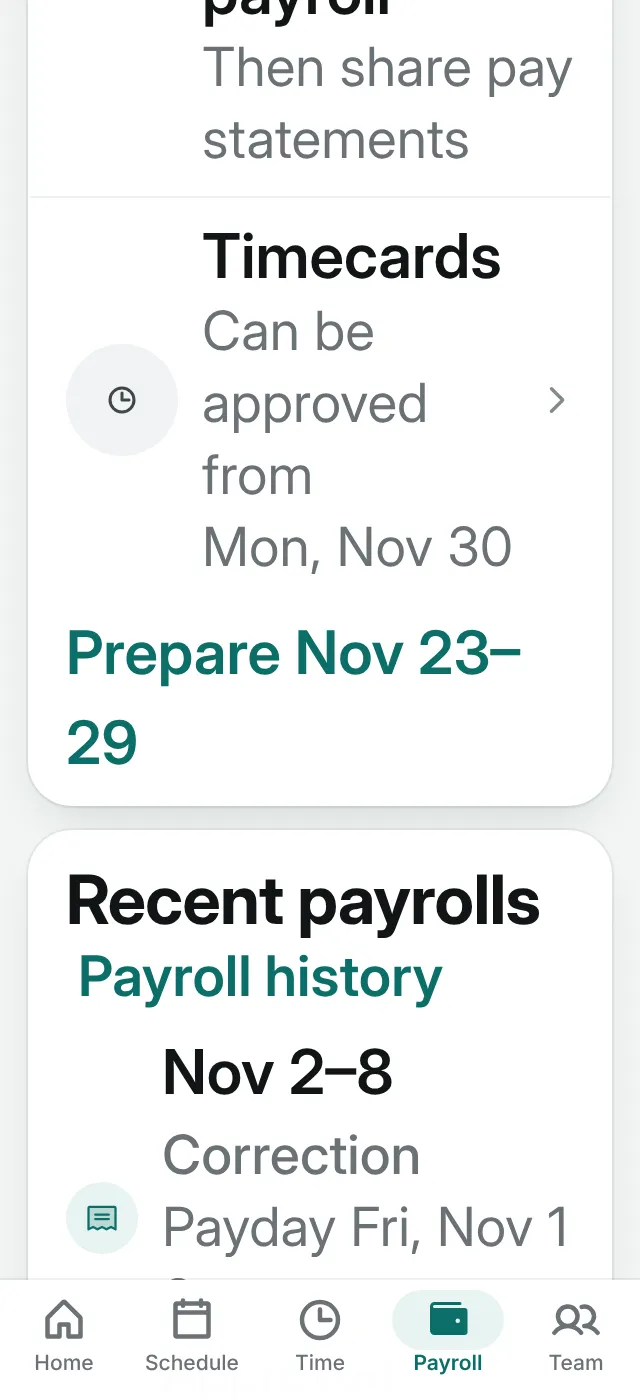 payroll
Then share pay
statements
Timecards
Can be
approved
from
Mon, Nov 30
Prepare Nov 23–
29
Recent payrolls
Payroll history
Nov 2–8
Correction
Payday Fri, Nov 1
Home
Schedule
Time
Payroll
Team